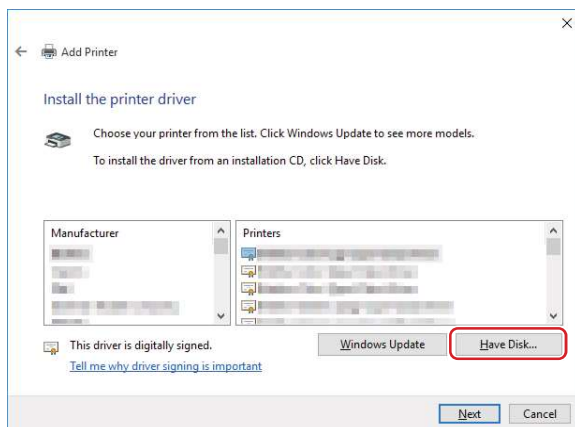 Add Printer
Install the printer driver
Choose your printer from the list. Click Windows Update to see more models.
To install the driver from an installation CD, click Have Disk.
Manufacturer
Printers
This driver is digitally signed.
Tell me why driver signing is important
Windows Update
Have Disk...
Next
Cancel